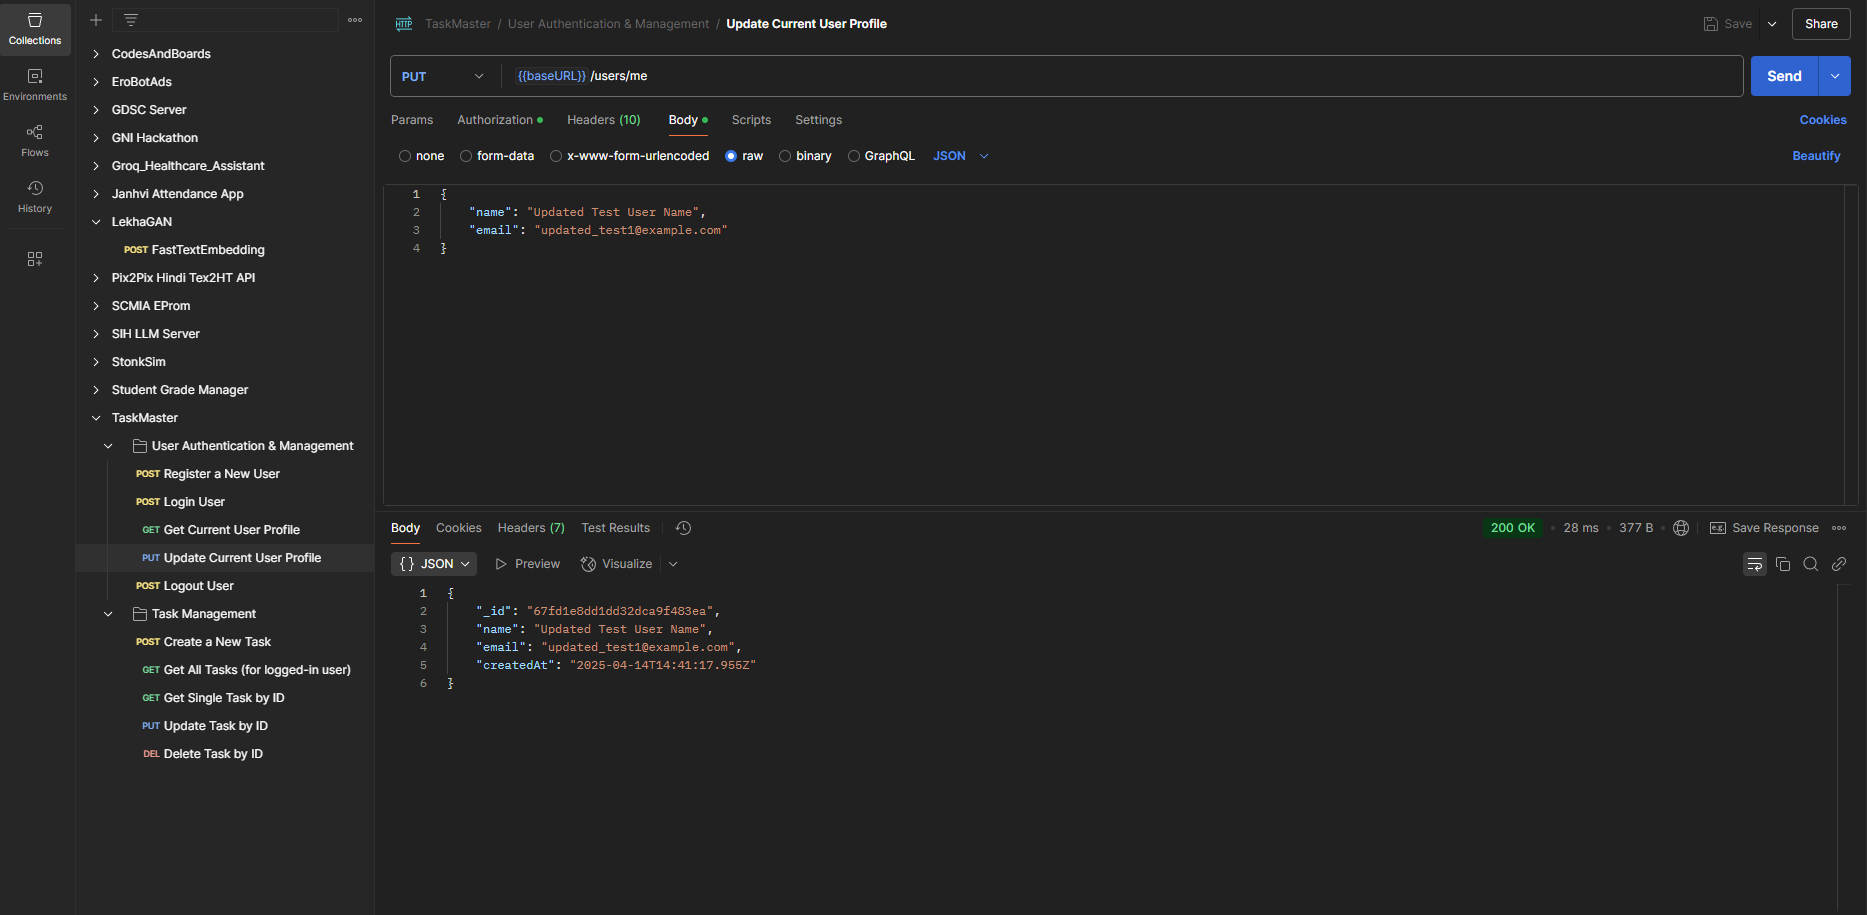 Collections
Environments
Flows
History
CodesAndBoards
EroBotAds
GDSC Server
GNI Hackathon
Groq_Healthcare_Assistant
Janhvi Attendance App
LekhaGAN
POST FastTextEmbedding
Pix2Pix Hindi Tex2HT API
SCMIA EProm
SIH LLM Server
StonkSim
Student Grade Manager
TaskMaster
User Authentication & Management
POST Register a New User
POST Login User
GET Get Current User Profile
PUT Update Current User Profile
POST Logout User
Task Management
POST Create a New Task
GET Get All Tasks (for logged-in user)
GET Get Single Task by ID
PUT Update Task by ID
DEL Delete Task by ID
HTTP TaskMaster / User Authentication & Management / Update Current User Profile
Save Share
PUT {{baseURL}} /users/me Send
Params Authorization Headers (10) Body Scripts Settings Cookies
none form-data x-www-form-urlencoded raw binary GraphQL JSON Beautify
1 {
2 "name": "Updated Test User Name",
3 "email": "updated_test1@example.com"
4 }
Body Cookies Headers (7) Test Results 200 OK • 28 ms • 377 B • e.g. Save Response
{} JSON Preview Visualize
1 {
2 "_id": "67fd1e8dd1dd32dca9f483ea",
3 "name": "Updated Test User Name",
4 "email": "updated_test1@example.com",
5 "createdAt": "2025-04-14T14:41:17.955Z"
6 }